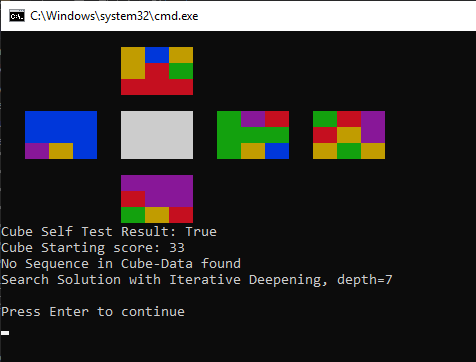 C:\Windows\system32\cmd.exe
Cube Self Test Result: True
Cube Starting score: 33
No Sequence in Cube-Data found
Search Solution with Iterative Deepening, depth=7
Press Enter to continue